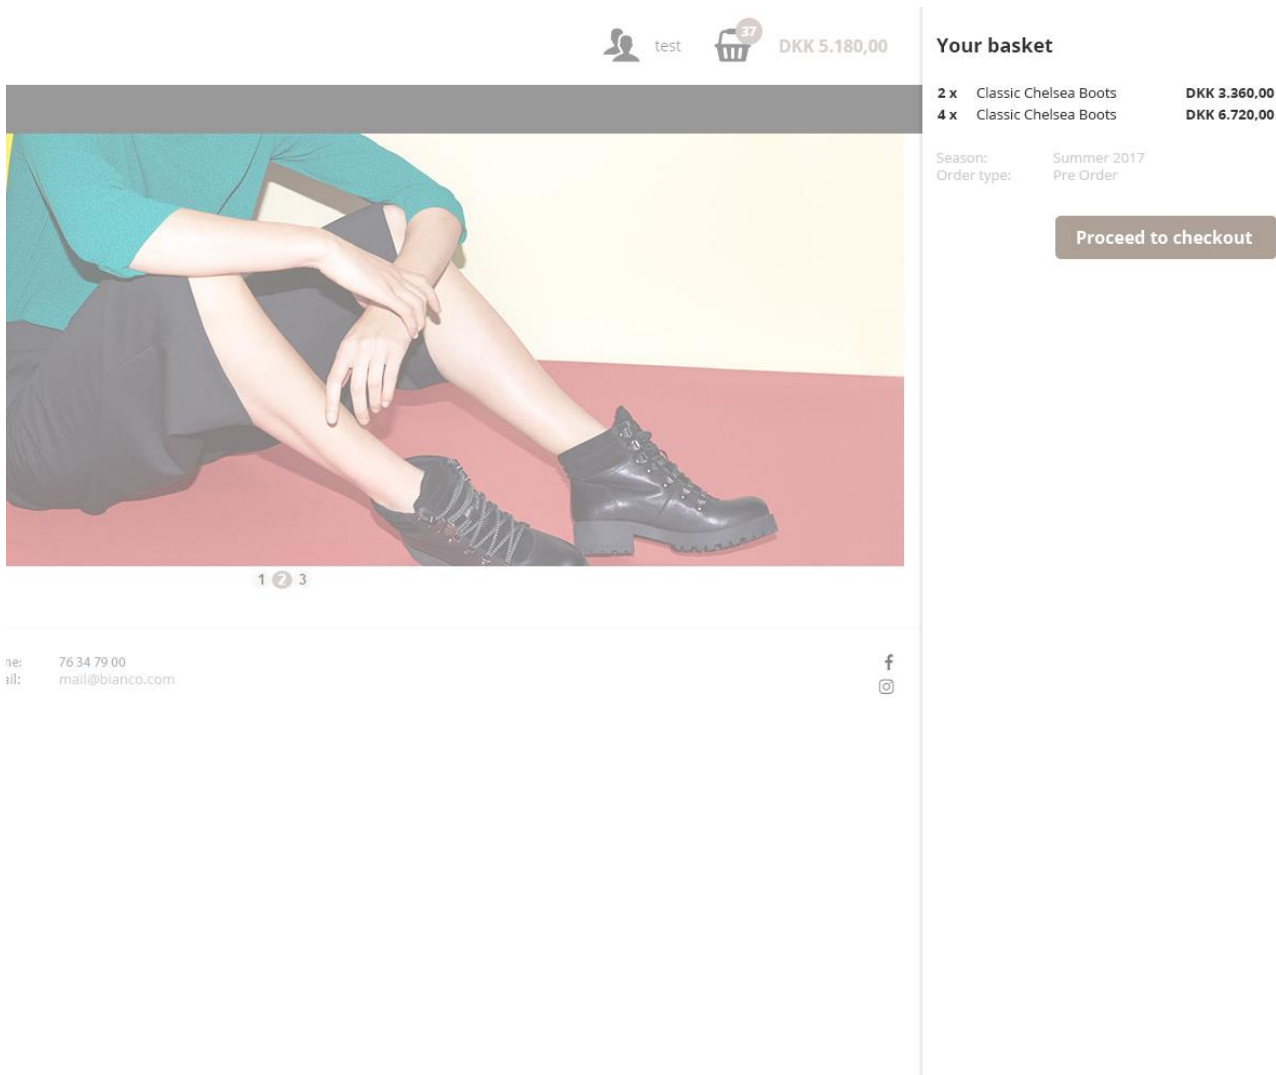 test
37
DKK 5.180,00
Your basket
2 x Classic Chelsea Boots DKK 3.360,00
4 x Classic Chelsea Boots DKK 6.720,00
Season: Summer 2017
Order type: Pre Order
Proceed to checkout
1 2 3
ne: 76 34 79 00
ail: mail@bianco.com